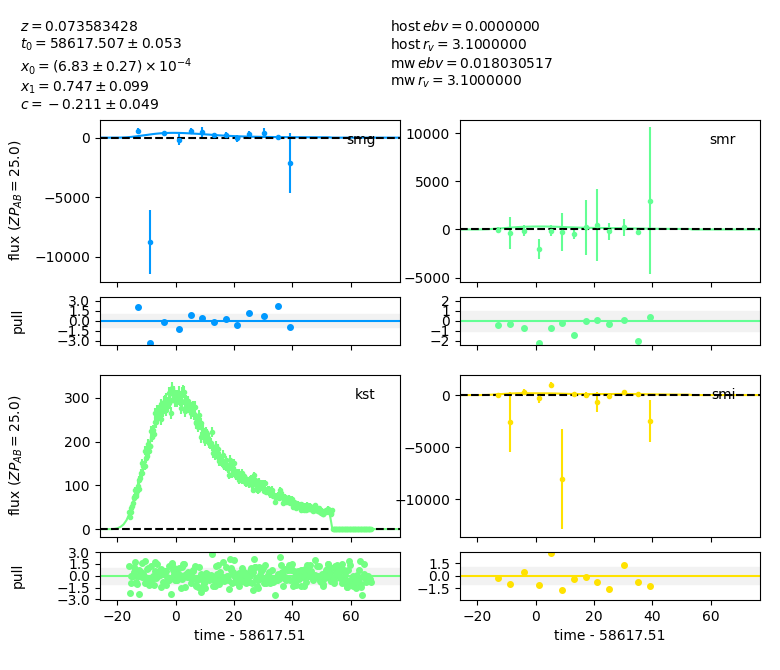 z = 0.073583428
t₀ = 58617.507 ± 0.053
x₀ = (6.83 ± 0.27) × 10⁻⁴
x₁ = 0.747 ± 0.099
c = −0.211 ± 0.049
host ebv = 0.0000000
host r_v = 3.1000000
mw ebv = 0.018030517
mw r_v = 3.1000000
flux (ZP_AB = 25.0)
0
−5000
−10000
smg
10000
5000
0
−5000
smr
pull
3.0
1.5
0.0
−1.5
−3.0
2
1
0
−1
−2
flux (ZP_AB = 25.0)
300
200
100
0
kst
0
−5000
−10000
smi
pull
3.0
1.5
0.0
−1.5
−3.0
1.5
0.0
−1.5
−20 0 20 40 60
−20 0 20 40 60
time - 58617.51
time - 58617.51